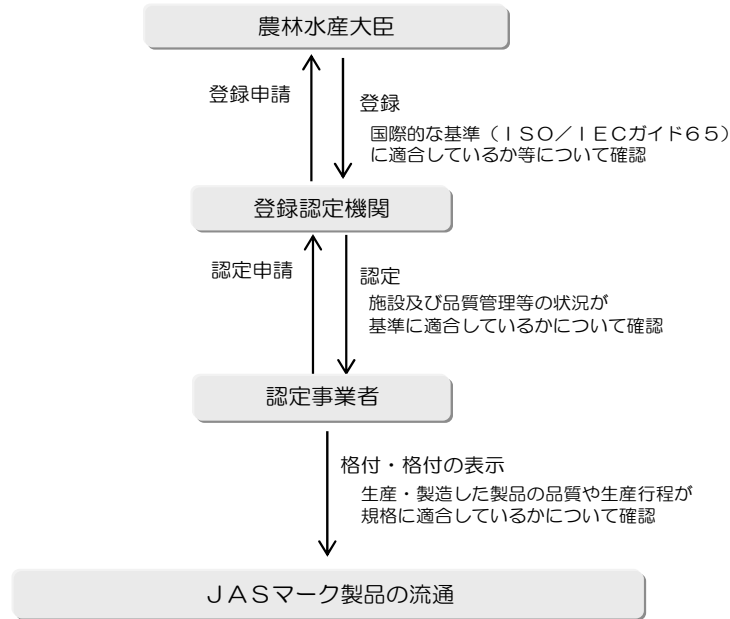 農林水産大臣
登録申請
登録
国際的な基準（ＩＳＯ／ＩＥＣガイド６５）
に適合しているか等について確認
登録認定機関
認定申請
認定
施設及び品質管理等の状況が
基準に適合しているかについて確認
認定事業者
格付・格付の表示
生産・製造した製品の品質や生産行程が
規格に適合しているかについて確認
ＪＡＳマーク製品の流通